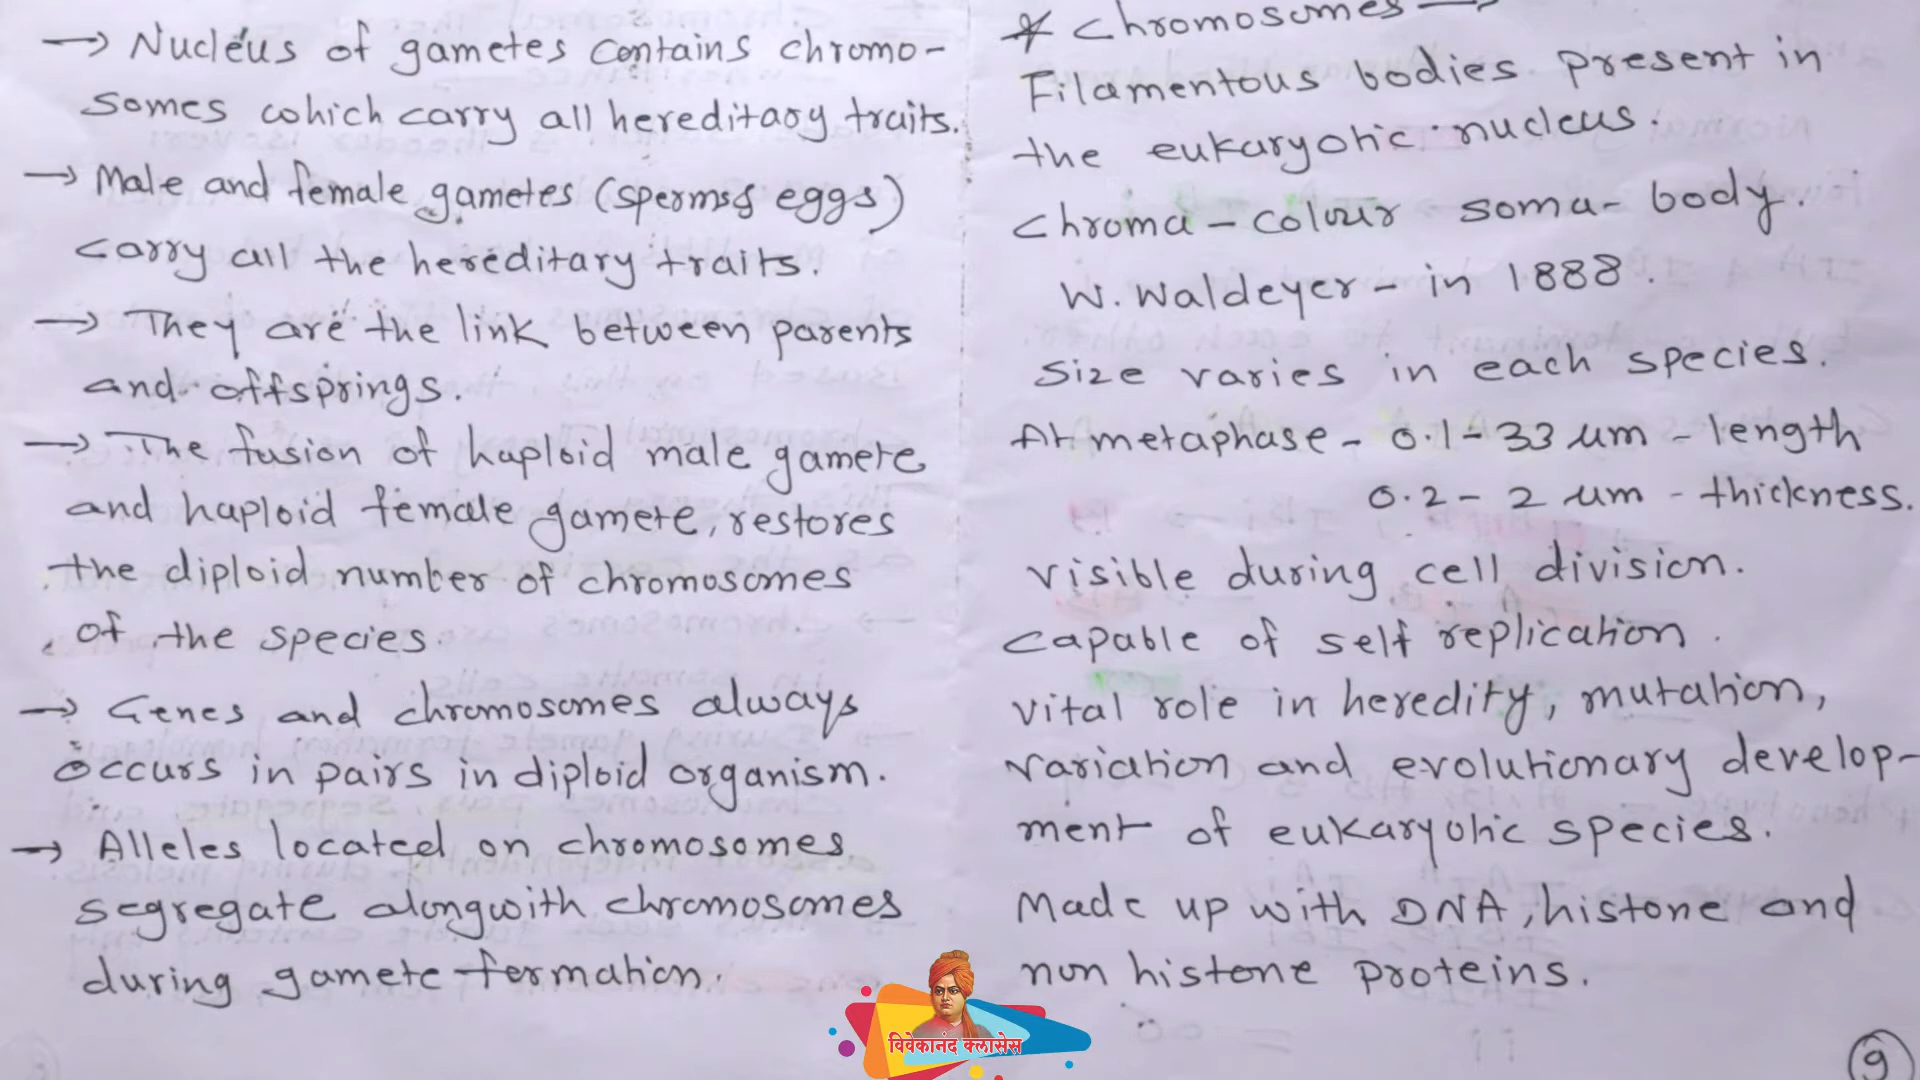 → Nucleus of gametes contains chromo-
somes which carry all hereditary traits.
→ Male and female gametes (sperms & eggs)
carry all the hereditary traits.
→ They are the link between parents
and offsprings.
→ The fusion of haploid male gamete
and haploid female gamete, restores
the diploid number of chromosomes
of the species.
→ Genes and chromosomes always
occurs in pairs in diploid organism.
→ Alleles located on chromosomes
segregate alongwith chromosomes
during gamete formation.
* Chromosomes →
Filamentous bodies present in
the eukaryotic nucleus.
chroma - colour soma - body.
W. Waldeyer - in 1888.
Size varies in each species.
At metaphase - 0.1 - 33 um - length
0.2 - 2 um - thickness.
visible during cell division.
capable of self replication.
vital role in heredity, mutation,
variation and evolutionary develop-
ment of eukaryotic species.
Made up with DNA, histone and
non histone proteins.
विवेकानंद क्लासेस
9